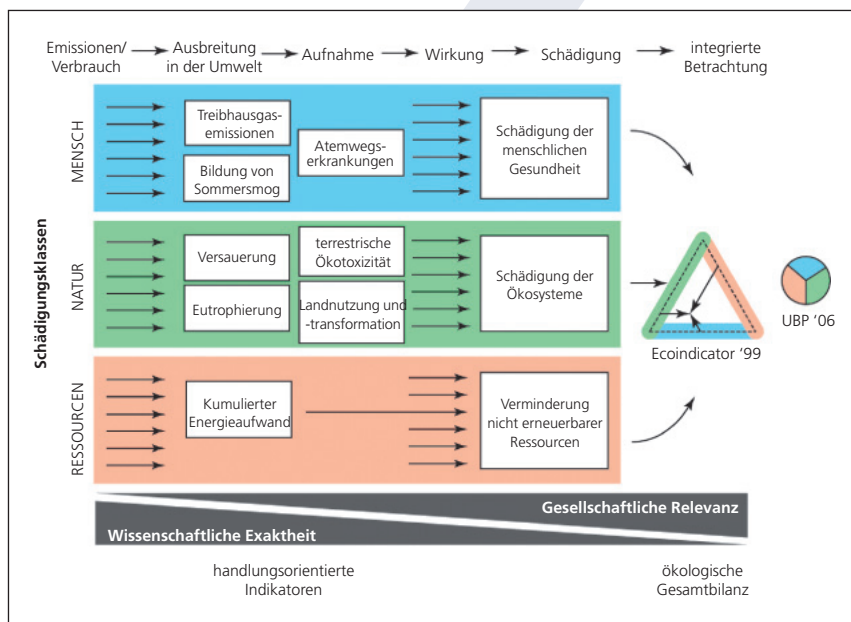 Emissionen/
Verbrauch
Ausbreitung
in der Umwelt
Aufnahme
Wirkung
Schädigung
integrierte
Betrachtung
Schädigungsklassen
MENSCH
Treibhausgas-
emissionen
Bildung von
Sommersmog
Atemwegs-
erkrankungen
Schädigung der
menschlichen
Gesundheit
NATUR
Versauerung
Eutrophierung
terrestrische
Ökotoxizität
Landnutzung und
-transformation
Schädigung der
Ökosysteme
Ecoindicator ‘99
UBP ‘06
RESSOURCEN
Kumulierter
Energieaufwand
Verminderung
nicht erneuerbarer
Ressourcen
Gesellschaftliche Relevanz
Wissenschaftliche Exaktheit
handlungsorientierte
Indikatoren
ökologische
Gesamtbilanz